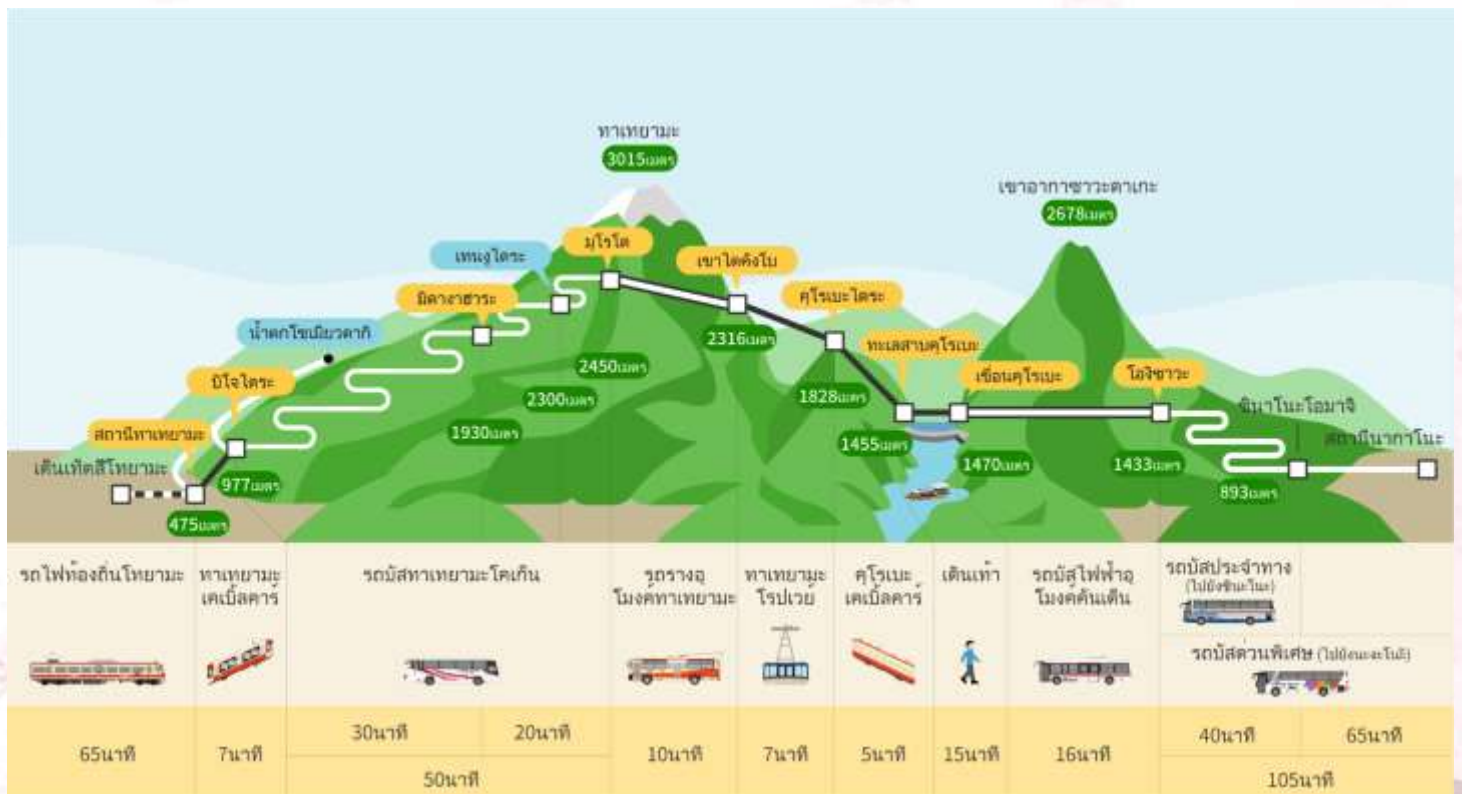 ทาเทยามะ
3015เมตร
เขาอากาซาวะดาเกะ
2678เมตร
มุโรโด
เทนงูไดระ
เขาไดคังโบ
มิดางาฮาระ
คุโรเบะไดระ
น้ำตกโชเมียวดากิ
2316เมตร
ทะเลสาบคุโรเบะ
2450เมตร
บิโจไดระ
เขื่อนคุโรเบะ
โองิซาวะ
2300เมตร
1828เมตร
ชินาโนะโอมาจิ
สถานีทาเทยามะ
1930เมตร
1455เมตร
สถานีนากาโนะ
เด็นเท็ตสึโทยามะ
977เมตร
1470เมตร
1433เมตร
893เมตร
475เมตร
รถไฟท้องถิ่นโทยามะ
ทาเทยามะ
เคเบิ้ลคาร์
รถบัสทาเทยามะโคเก็น
รถรางอุ
โมงค์ทาเทยามะ
ทาเทยามะ
โรปเวย์
คุโรเบะ
เคเบิ้ลคาร์
เดินเท้า
รถบัสไฟฟ้าอุ
โมงค์คันเด็น
รถบัสประจำทาง
(ไปยังชินะโนะ)
รถบัสด่วนพิเศษ
65นาที
7นาที
30นาที
20นาที
50นาที
10นาที
7นาที
5นาที
15นาที
16นาที
40นาที
65นาที
105นาที